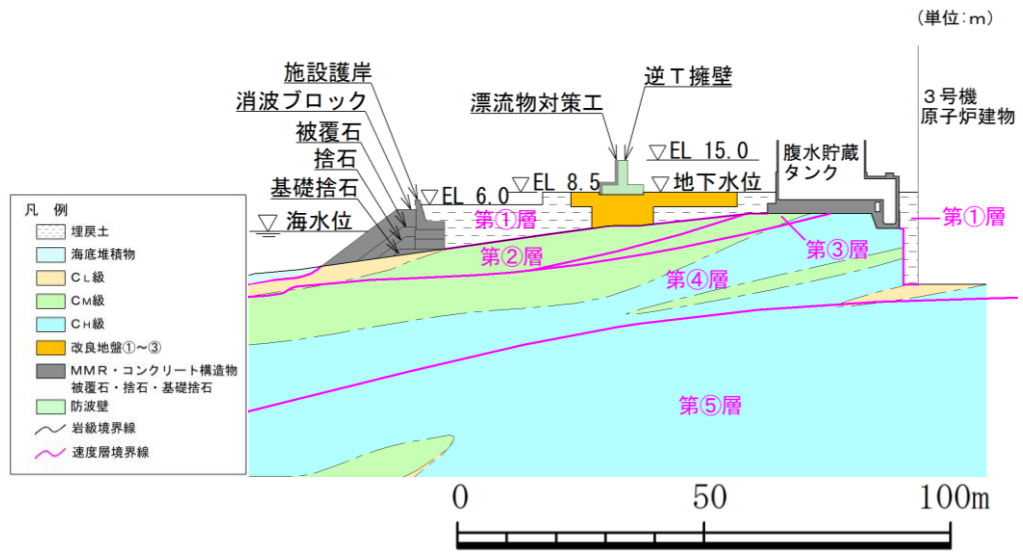 (単位:m)
施設護岸
消波ブロック
被覆石
捨石
基礎捨石
海水位
EL 6.0
EL 8.5
漂流物対策工
逆T擁壁
EL 15.0
地下水位
腹水貯蔵
タンク
3号機
原子炉建物
第①層
第①層
第②層
第③層
第④層
第⑤層
凡 例
埋戻土
海底堆積物
CL級
CM級
CH級
改良地盤①~③
MMR・コンクリート構造物
被覆石・捨石・基礎捨石
防波壁
岩級境界線
速度層境界線
0 50 100m